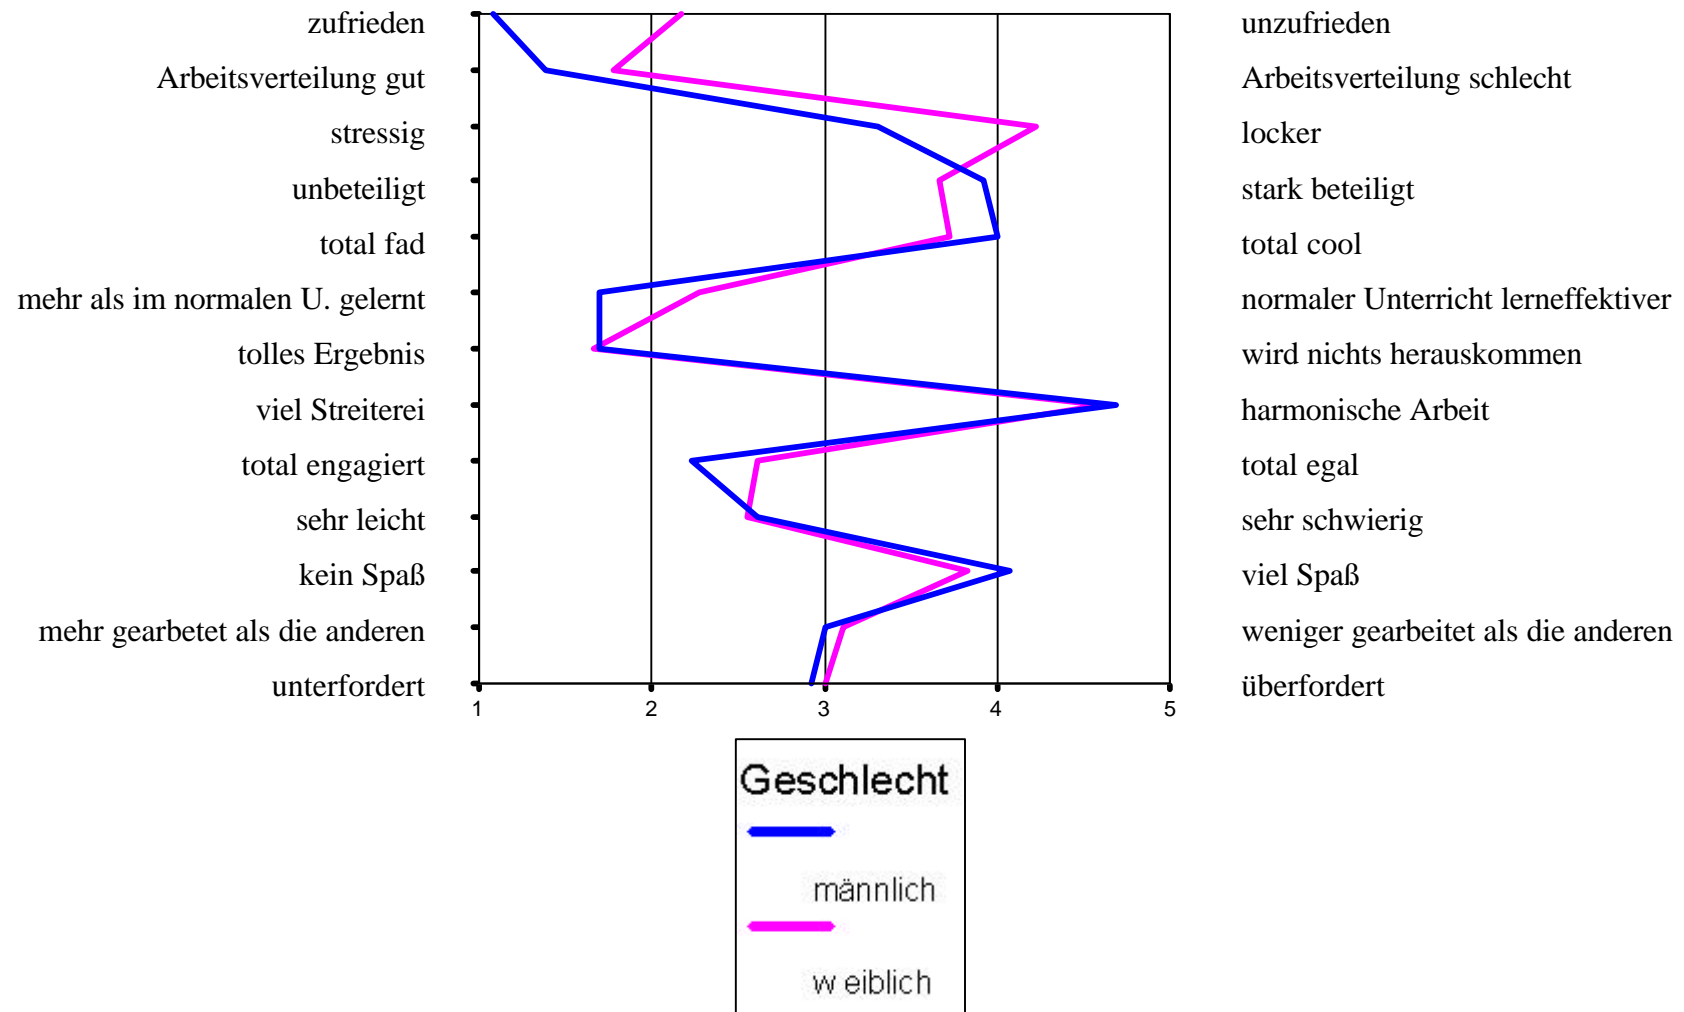 zufrieden unzufrieden
Arbeitsverteilung gut Arbeitsverteilung schlecht
stressig locker
unbeteiligt stark beteiligt
total fad total cool
mehr als im normalen U. gelernt normaler Unterricht lerneffektiver
tolles Ergebnis wird nichts herauskommen
viel Streiterei harmonische Arbeit
total engagiert total egal
sehr leicht sehr schwierig
kein Spaß viel Spaß
mehr gearbetet als die anderen weniger gearbeitet als die anderen
unterfordert überfordert
1 2 3 4 5
Geschlecht
männlich
w eiblich